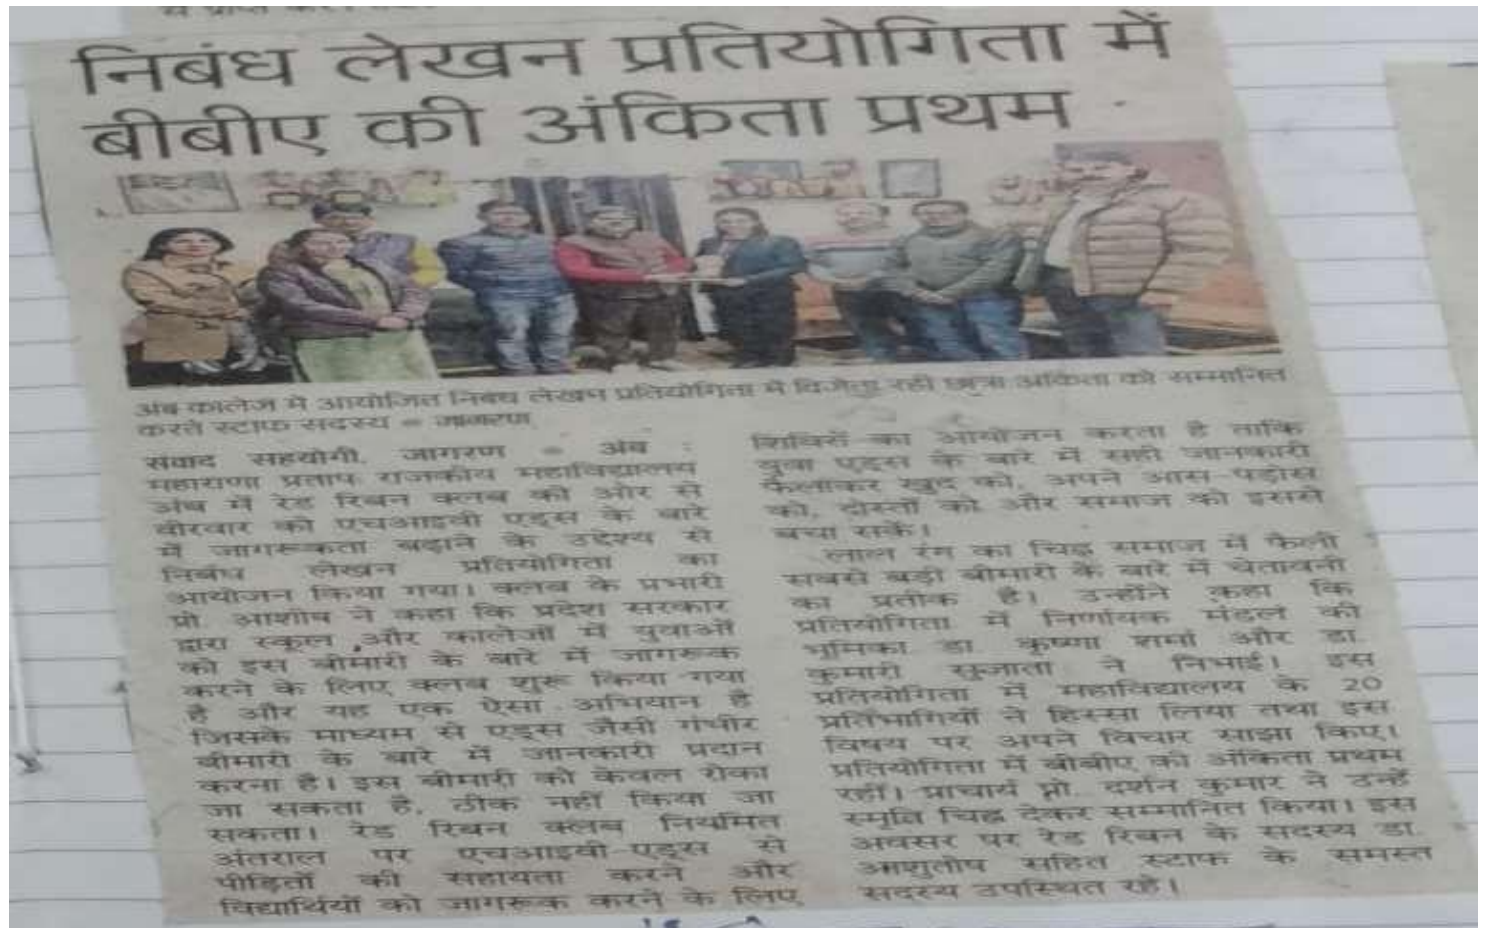 निबंध लेखन प्रतियोगिता में
बीबीए की अंकिता प्रथम
अंब कालेज में आयोजित निबंध लेखन प्रतियोगिता में विजेता रही छात्रा अंकिता को सम्मानित
करते स्टाफ सदस्य ● जागरण
संवाद सहयोगी, जागरण ● अंब :
महाराणा प्रताप राजकीय महाविद्यालय
अंब में रेड रिबन क्लब की ओर से
वीरवार को एचआइवी एड्स के बारे
में जागरूकता बढ़ाने के उद्देश्य से
निबंध लेखन प्रतियोगिता का
आयोजन किया गया। क्लब के प्रभारी
प्रो आशीष ने कहा कि प्रदेश सरकार
द्वारा स्कूल और कालेजों में युवाओं
को इस बीमारी के बारे में जागरूक
करने के लिए क्लब शुरू किया गया
है और यह एक ऐसा अभियान है
जिसके माध्यम से एड्स जैसी गंभीर
बीमारी के बारे में जानकारी प्रदान
करना है। इस बीमारी को केवल रोका
जा सकता है, ठीक नहीं किया जा
सकता। रेड रिबन क्लब नियमित
अंतराल पर एचआइवी-एड्स से
पीड़ितों की सहायता करने और
विद्यार्थियों को जागरूक करने के लिए
शिविरों का आयोजन करता है ताकि
युवा एड्स के बारे में सही जानकारी
फैलाकर खुद को, अपने आस-पड़ोस
को, दोस्तों को और समाज को इससे
बचा सकें।
लाल रंग का चिह्न समाज में फैली
सबसे बड़ी बीमारी के बारे में चेतावनी
का प्रतीक है। उन्होंने कहा कि
प्रतियोगिता में निर्णायक मंडल की
भूमिका डा. कृष्णा शर्मा और डा.
कुमारी सुजाता ने निभाई। इस
प्रतियोगिता में महाविद्यालय के 20
प्रतिभागियों ने हिस्सा लिया तथा इस
विषय पर अपने विचार साझा किए।
प्रतियोगिता में बीबीए की अंकिता प्रथम
रहीं। प्राचार्य प्रो. दर्शन कुमार ने उन्हें
स्मृति चिह्न देकर सम्मानित किया। इस
अवसर पर रेड रिबन के सदस्य डा.
आशुतोष सहित स्टाफ के समस्त
सदस्य उपस्थित रहे।